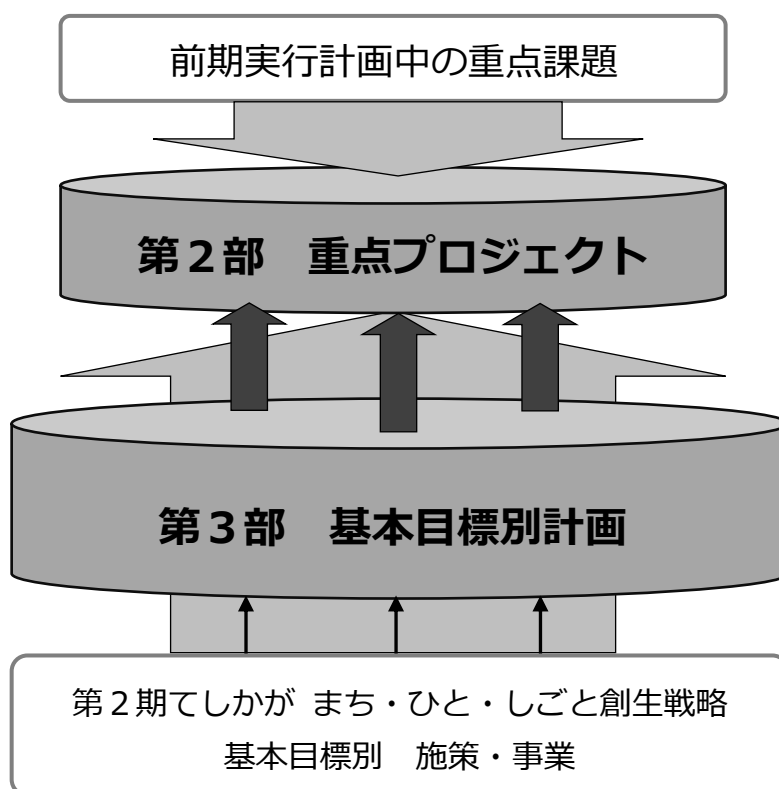 前期実行計画中の重点課題
第２部　重点プロジェクト
第３部　基本目標別計画
第２期てしかが まち・ひと・しごと創生戦略
基本目標別　施策・事業